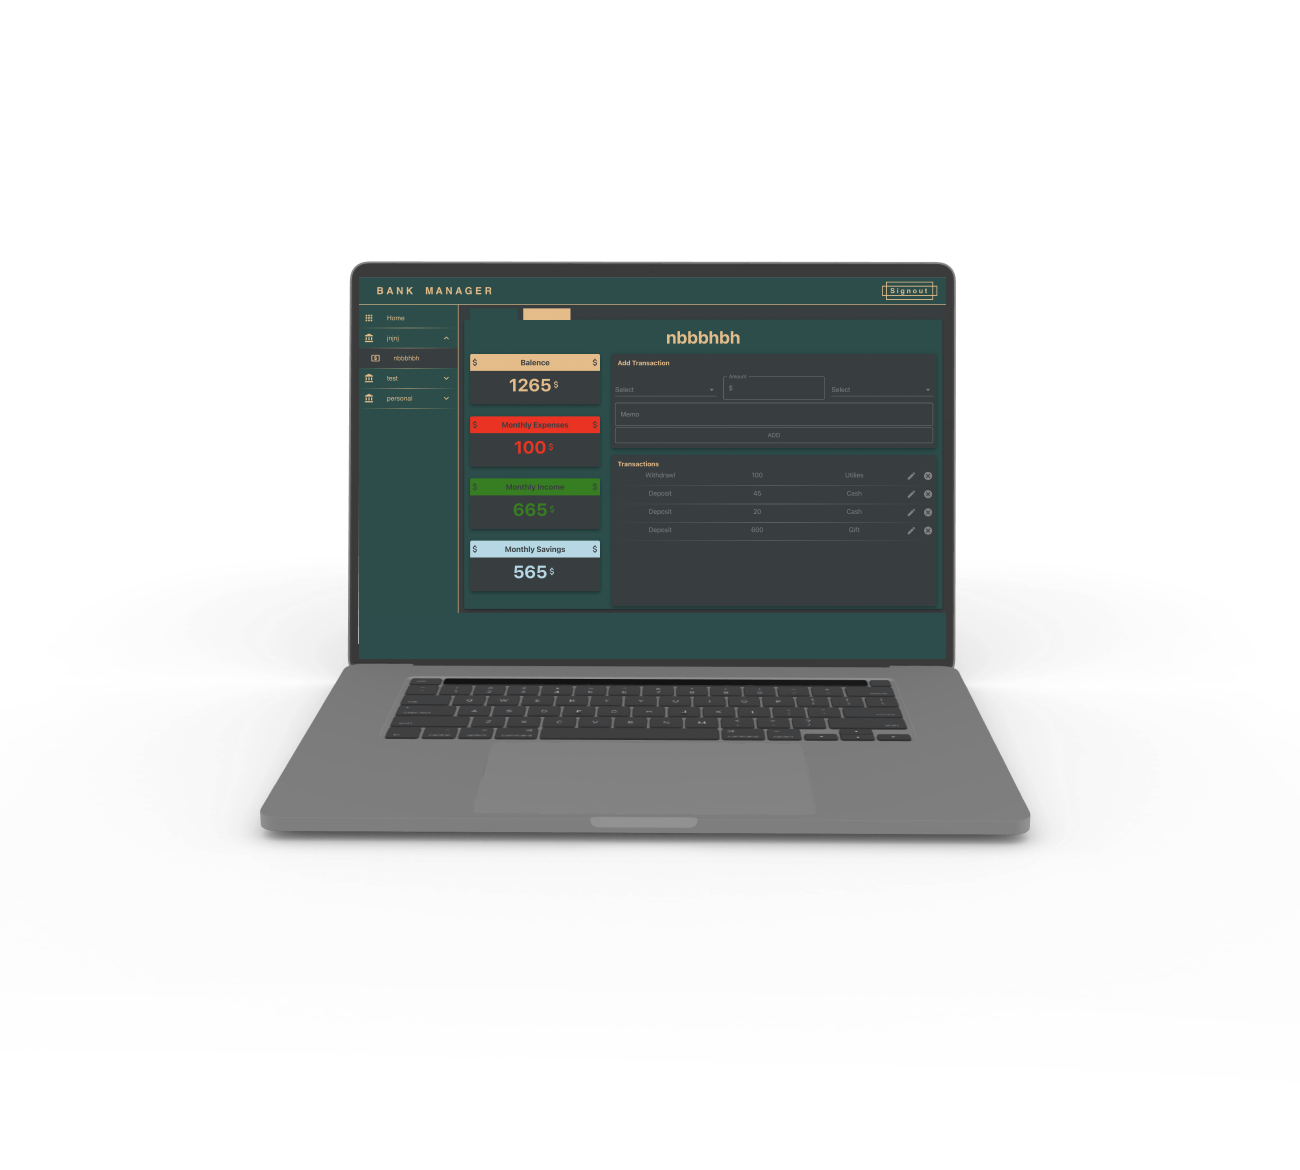 BANK MANAGER
Signout
Home
jnjnj
nbbbhbh
test
personal
nbbbhbh
$ Balence $
1265 $
$ Monthly Expenses $
100 $
$ Monthly Income $
665 $
$ Monthly Savings $
565 $
Add Transaction
Select
Amount
$
Select
Memo
ADD
Transactions
Withdrawl 100 Utilies
Deposit 45 Cash
Deposit 20 Cash
Deposit 600 Gift